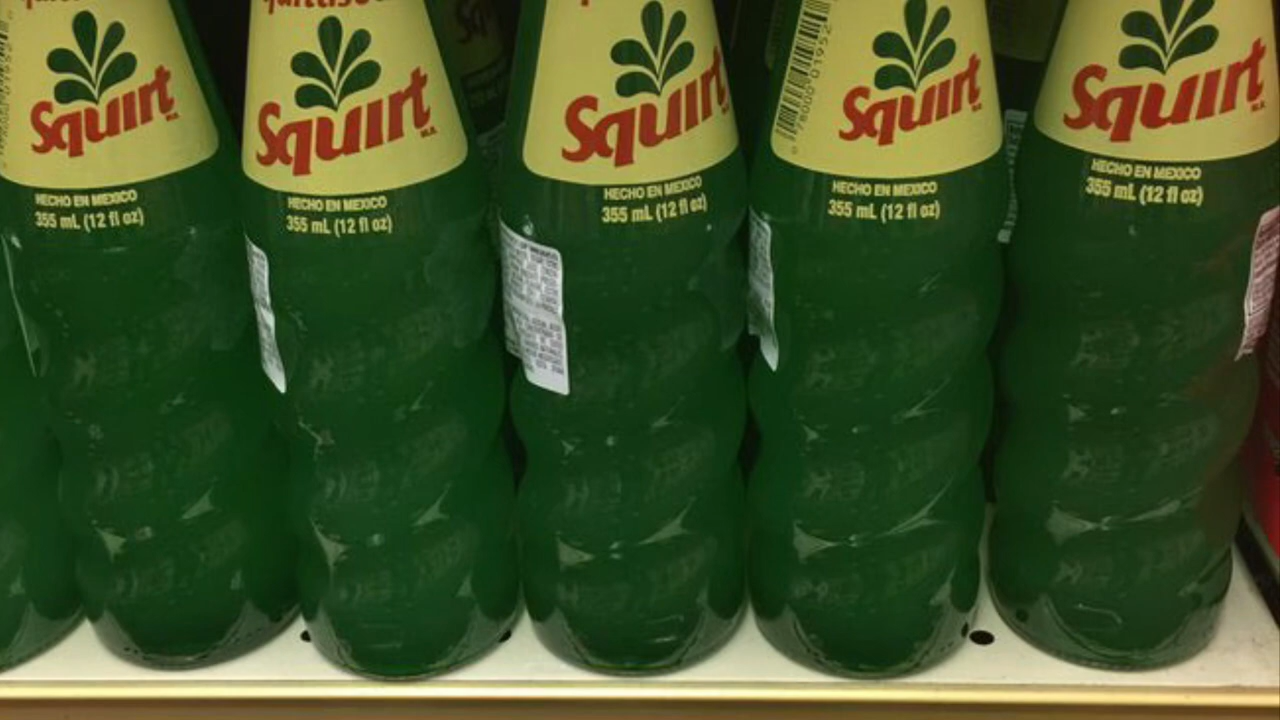 Squirt
HECHO EN MEXICO
355 mL (12 fl oz)
Squirt
M.R.
HECHO EN MEXICO
355 mL (12 fl oz)
Squirt
HECHO EN MEXICO
355 mL (12 fl oz)
78000 01952
Squirt
HECHO EN MEXICO
355 mL (12 fl oz)
Squirt
HECHO EN MEXICO
355 mL (12 fl oz)